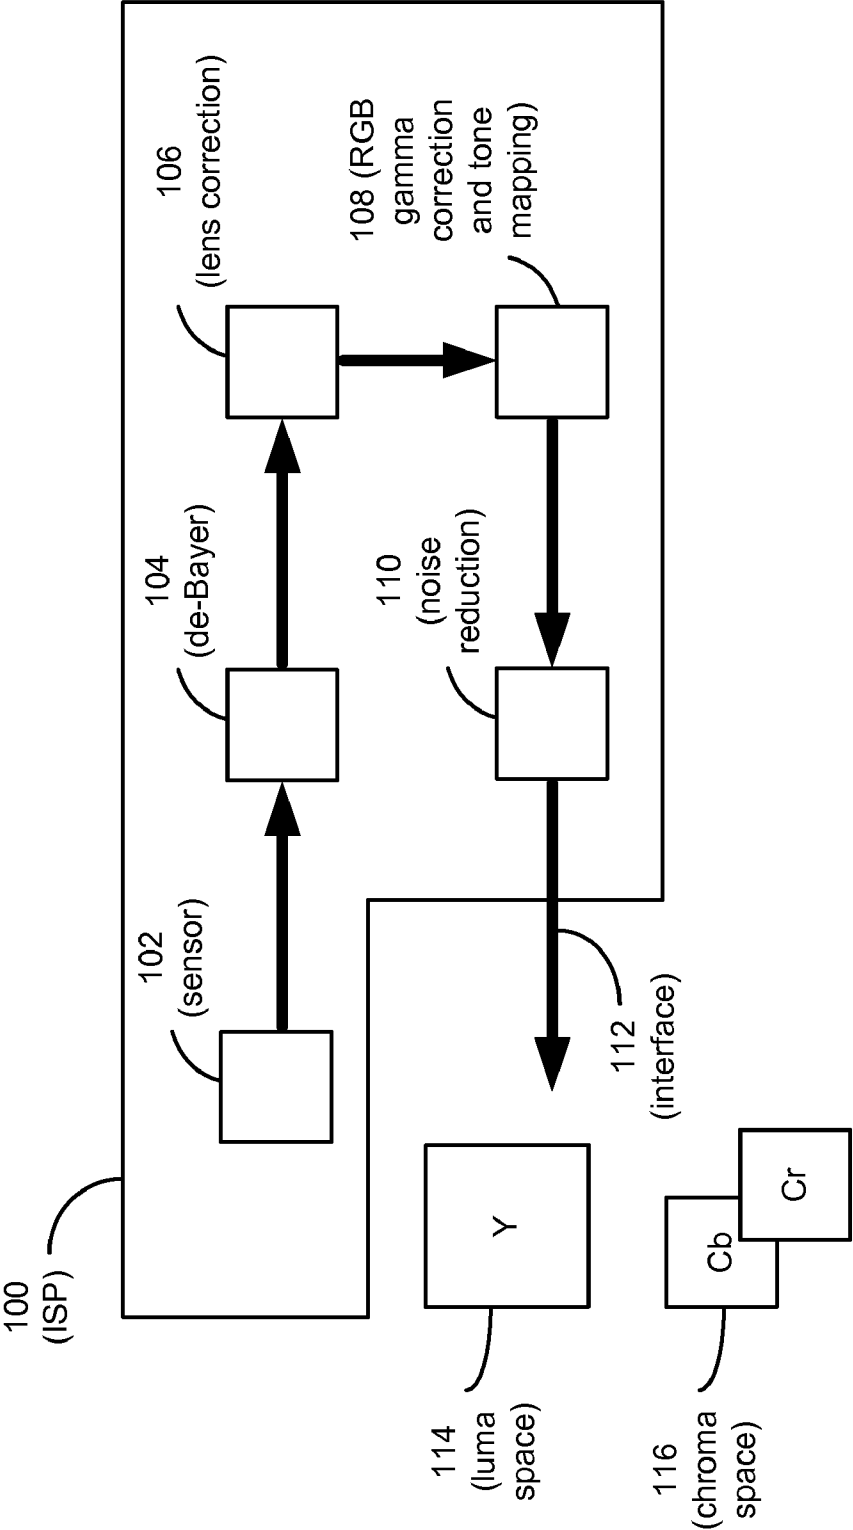 100
(ISP)
102
(sensor)
104
(de-Bayer)
106
(lens correction)
108 (RGB
gamma
correction
and tone
mapping)
110
(noise
reduction)
112
(interface)
114
(luma
space)
Y
116
(chroma
space)
Cb
Cr